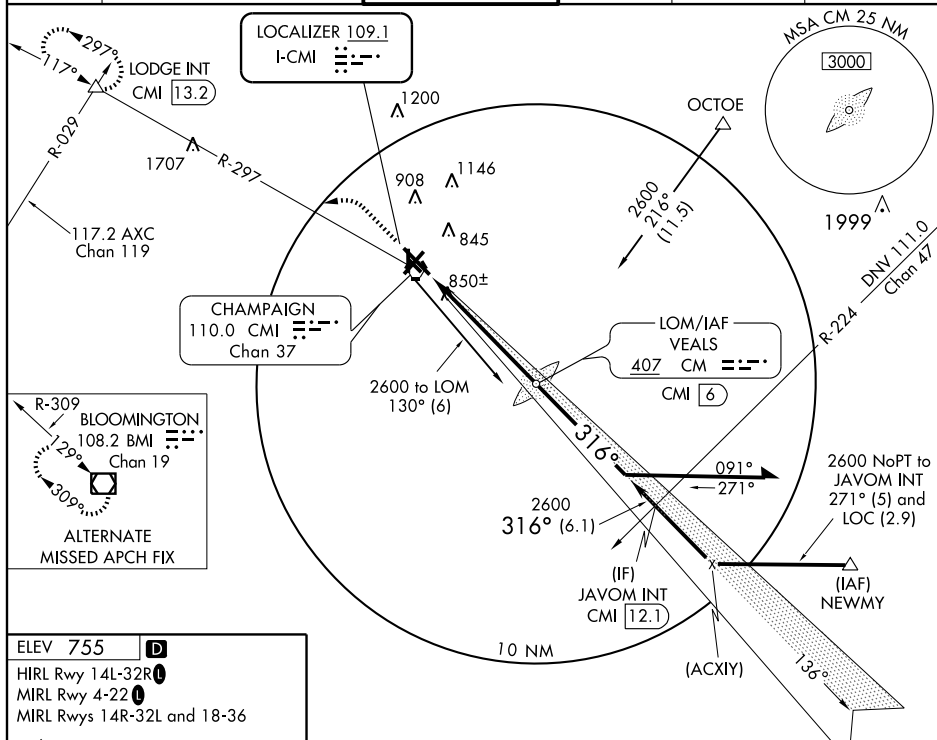 LOCALIZER 109.1
I-CMI
MSA CM 25 NM
3000
297°
117°
LODGE INT
CMI 13.2
R-029
1707
R-297
1200
OCTOE
1146
908
845
850±
2600
216°
(11.5)
1999
DNV 111.0
Chan 47
R-224
117.2 AXC
Chan 119
CHAMPAIGN
110.0 CMI
Chan 37
2600 to LOM
130° (6)
LOM/IAF
VEALS
407 CM
CMI 6
R-309
BLOOMINGTON
108.2 BMI
Chan 19
129°
309°
ALTERNATE
MISSED APCH FIX
316°
091°
271°
2600
316° (6.1)
2600 NoPT to
JAVOM INT
271° (5) and
LOC (2.9)
(IF)
JAVOM INT
CMI 12.1
X
(IAF)
NEWMY
(ACXIY)
10 NM
136°
ELEV 755 D
HIRL Rwy 14L-32R L
MIRL Rwy 4-22 L
MIRL Rwys 14R-32L and 18-36